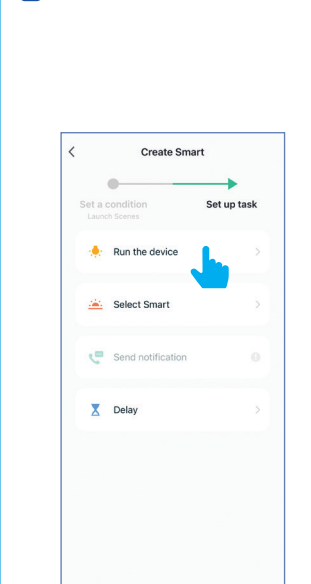 Create Smart
Set a condition
Launch Scenes
Set up task
Run the device
Select Smart
Send notification
Delay